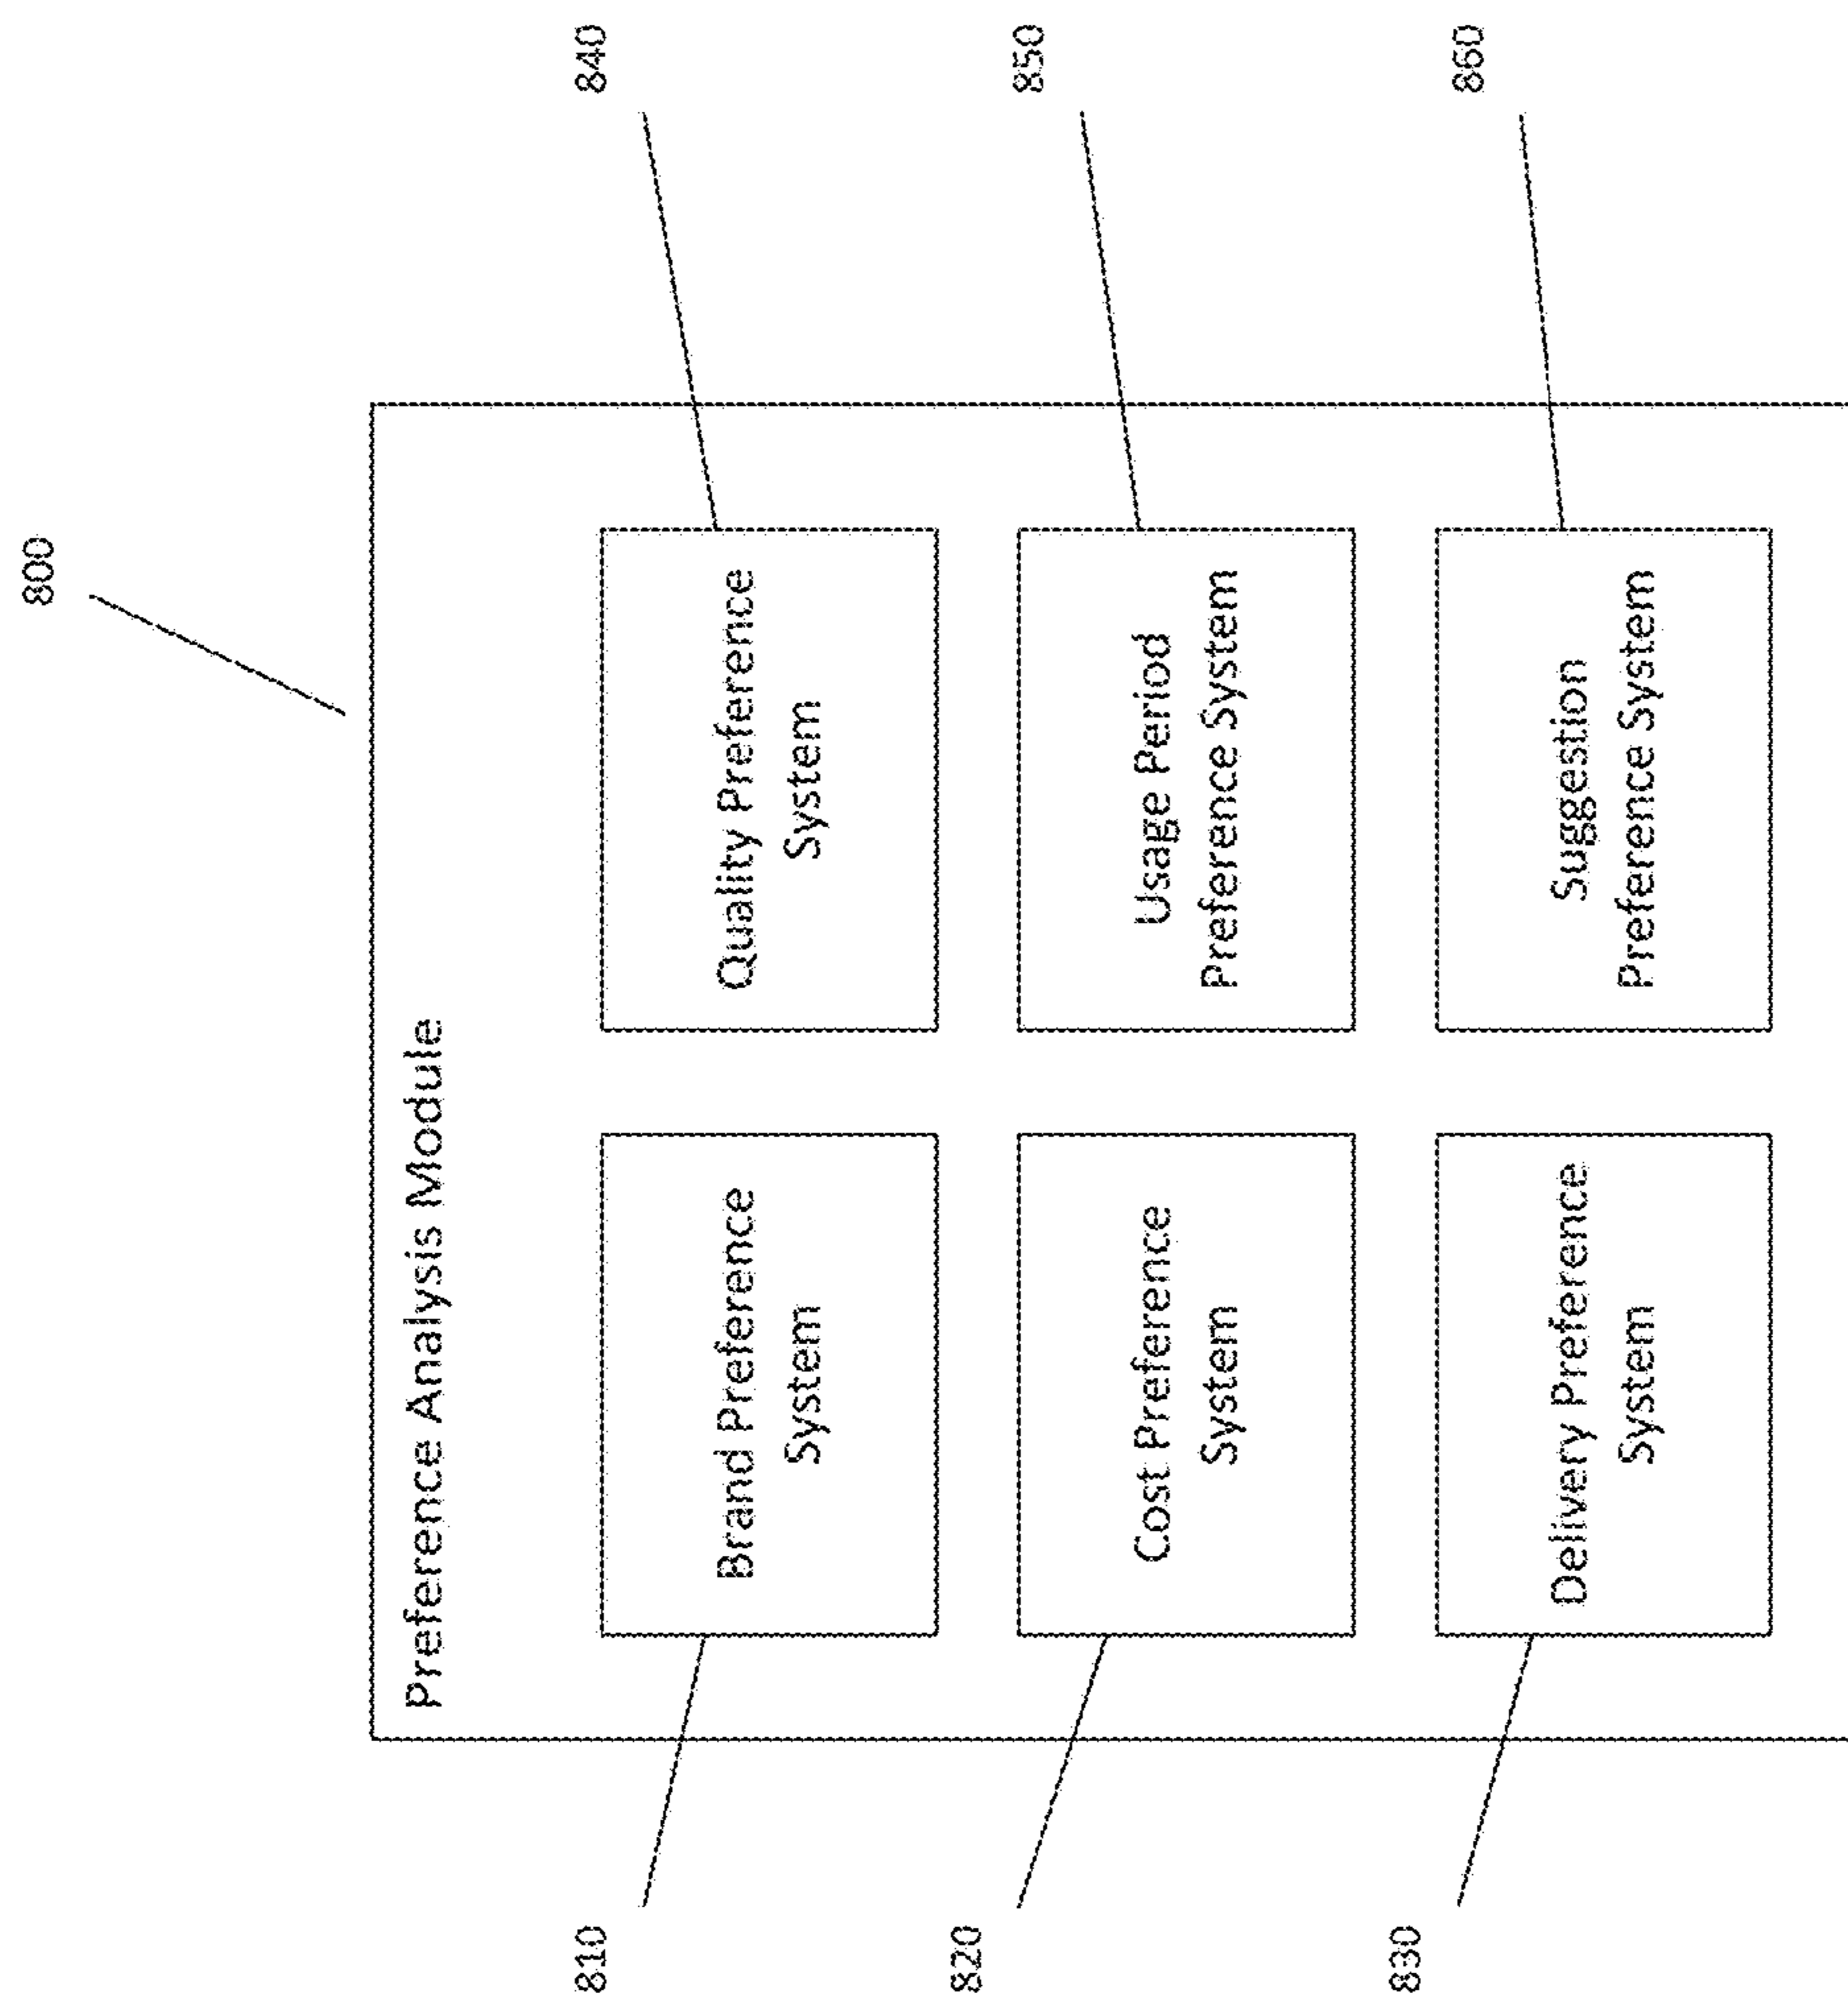 800
Preference Analysis Module
810
Brand Preference
System
840
Quality Preference
System
820
Cost Preference
System
850
Usage Period
Preference System
830
Delivery Preference
System
860
Suggestion
Preference System